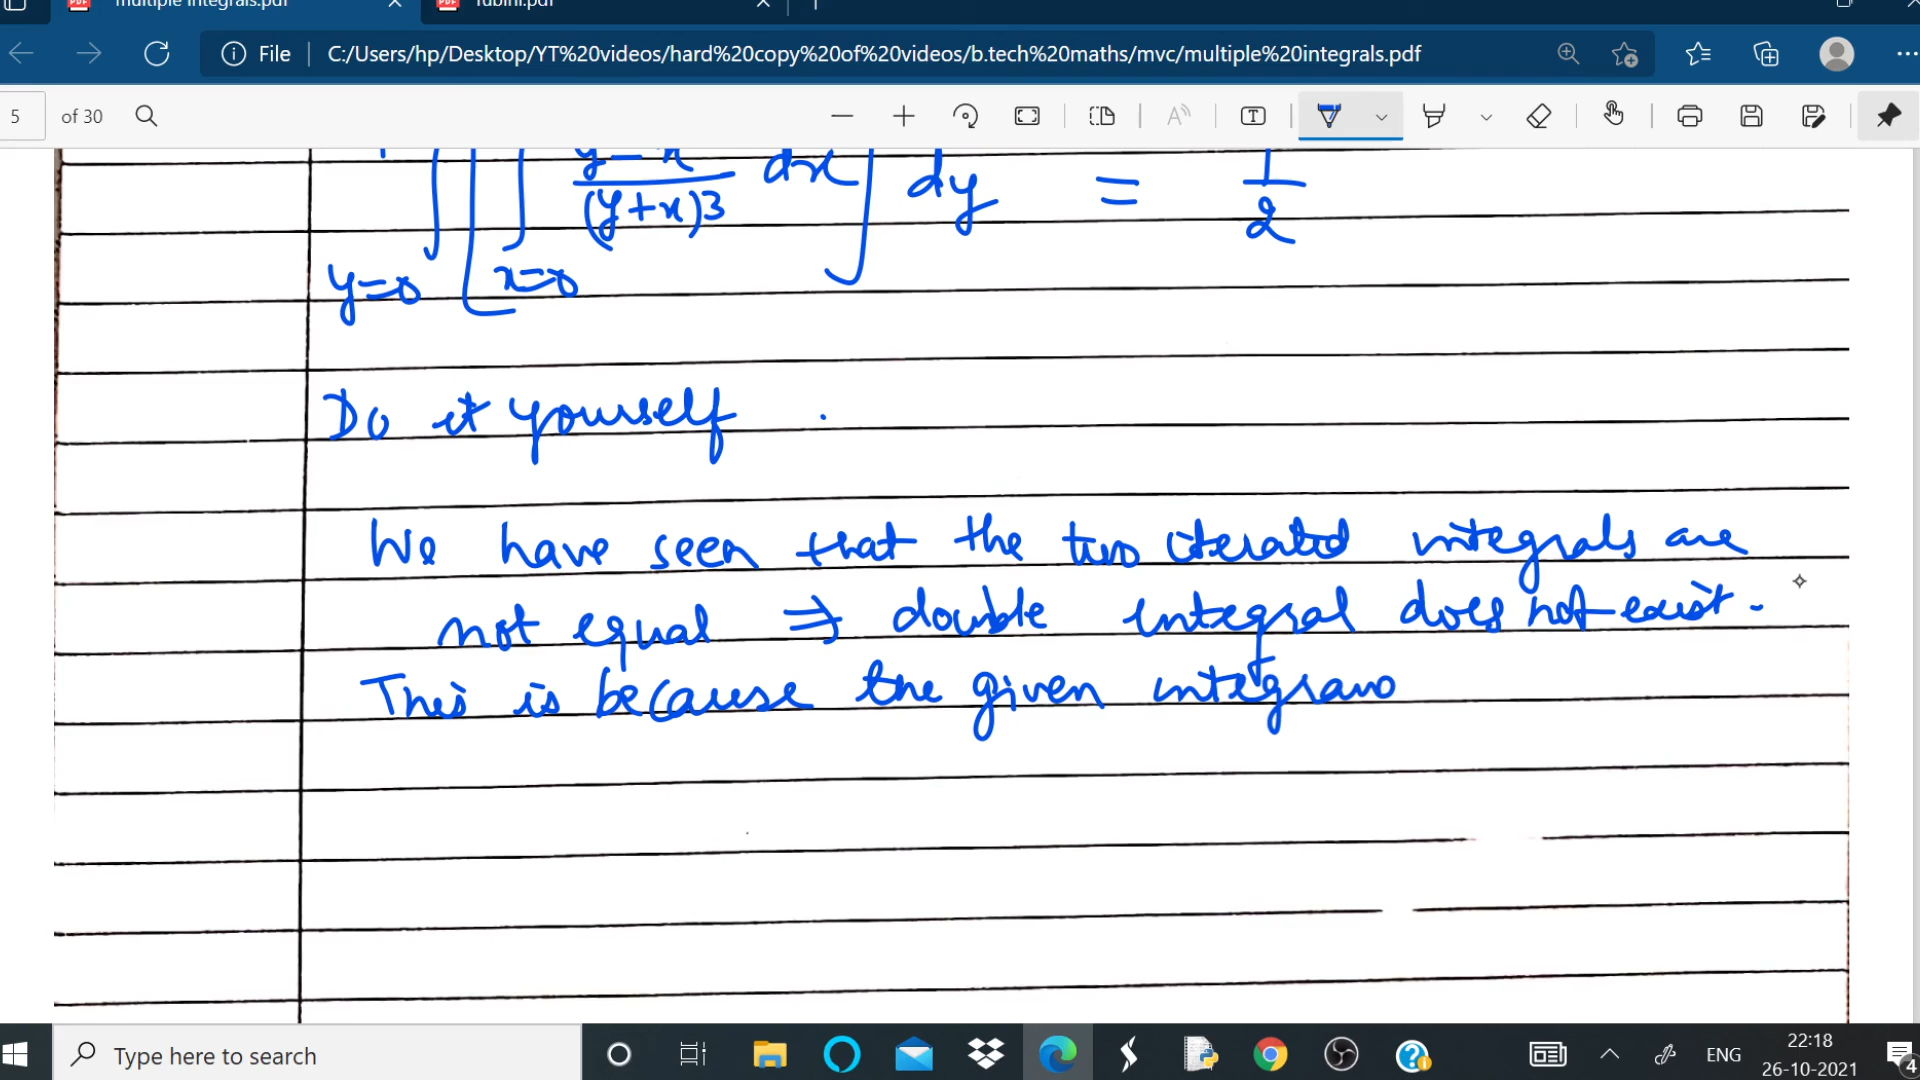 multiple integrals.pdf
fubini.pdf
File
C:/Users/hp/Desktop/YT%20videos/hard%20copy%20of%20videos/b.tech%20maths/mvc/multiple%20integrals.pdf
5 of 30
∫ [ ∫ y-x/(y+x)3 dx ] dy = 1/2
y=0 x=0
Do it yourself .
We have seen that the two iterated integrals are
not equal ⇒ double integral does not exist.
This is because the given integrand
Type here to search
ENG
22:18
26-10-2021
4